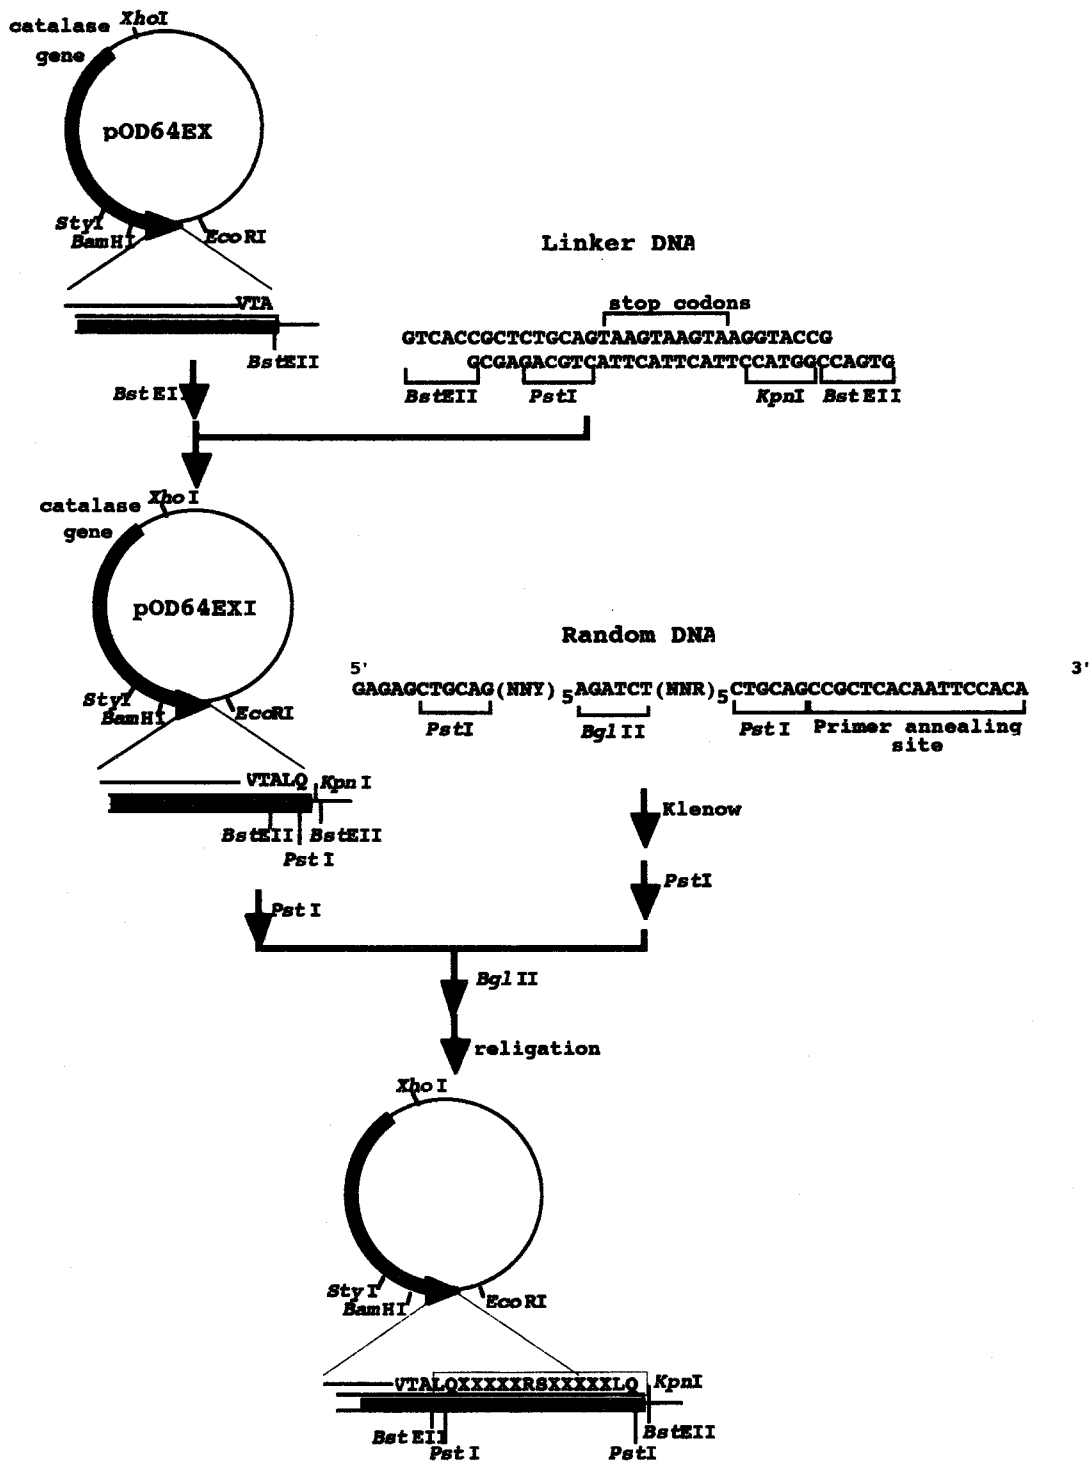 catalase XhoI
gene
pOD64EX
StyI
BamHI
EcoRI
VTA
BstEII
BstEII
Linker DNA
stop codons
GTCACCGCTCTGCAGTAAGTAAGTAAGGTACCG
GCGAGACGTCATTCATTCATTCCATGGCCAGTG
BstEII PstI KpnI BstEII
catalase XhoI
gene
pOD64EXI
StyI
BamHI
EcoRI
VTALQ KpnI
BstEII BstEII
PstI
Random DNA
5' 3'
GAGAGCTGCAG(NNY)5AGATCT(NNR)5CTGCAGCCGCTCACAATTCCACA
PstI BglII PstI Primer annealing
site
Klenow
PstI
PstI
BglII
religation
XhoI
StyI
BamHI
EcoRI
VTALQXXXXXRSXXXXXLQ KpnI
BstEII BstEII
PstI PstI